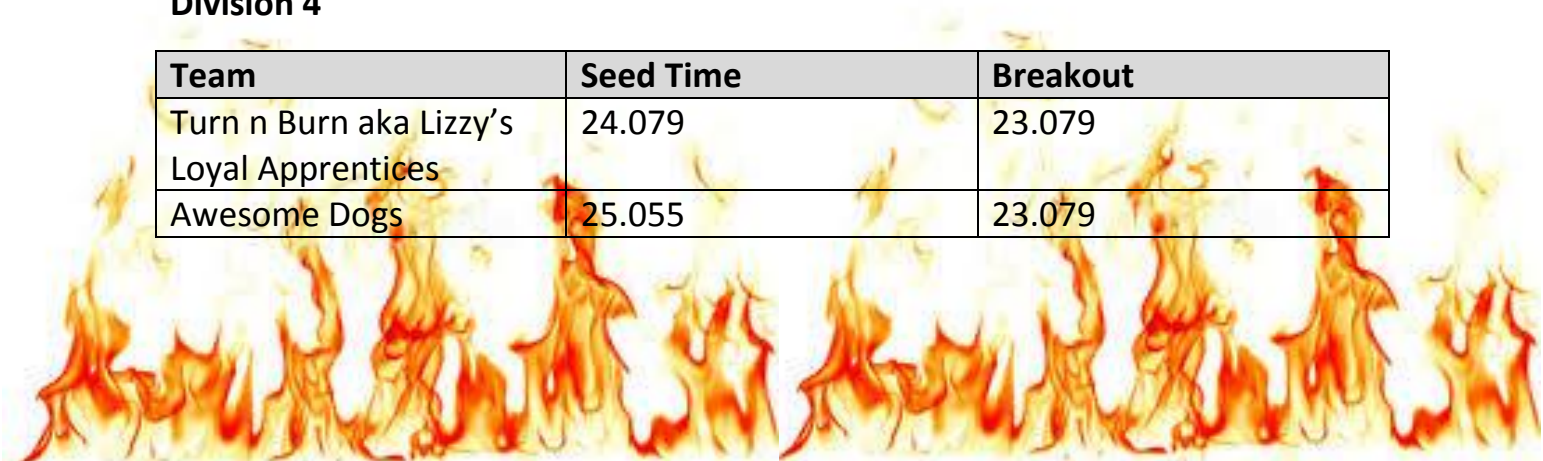 Division 4
Team Seed Time Breakout
Turn n Burn aka Lizzy’s 24.079 23.079
Loyal Apprentices
Awesome Dogs 25.055 23.079